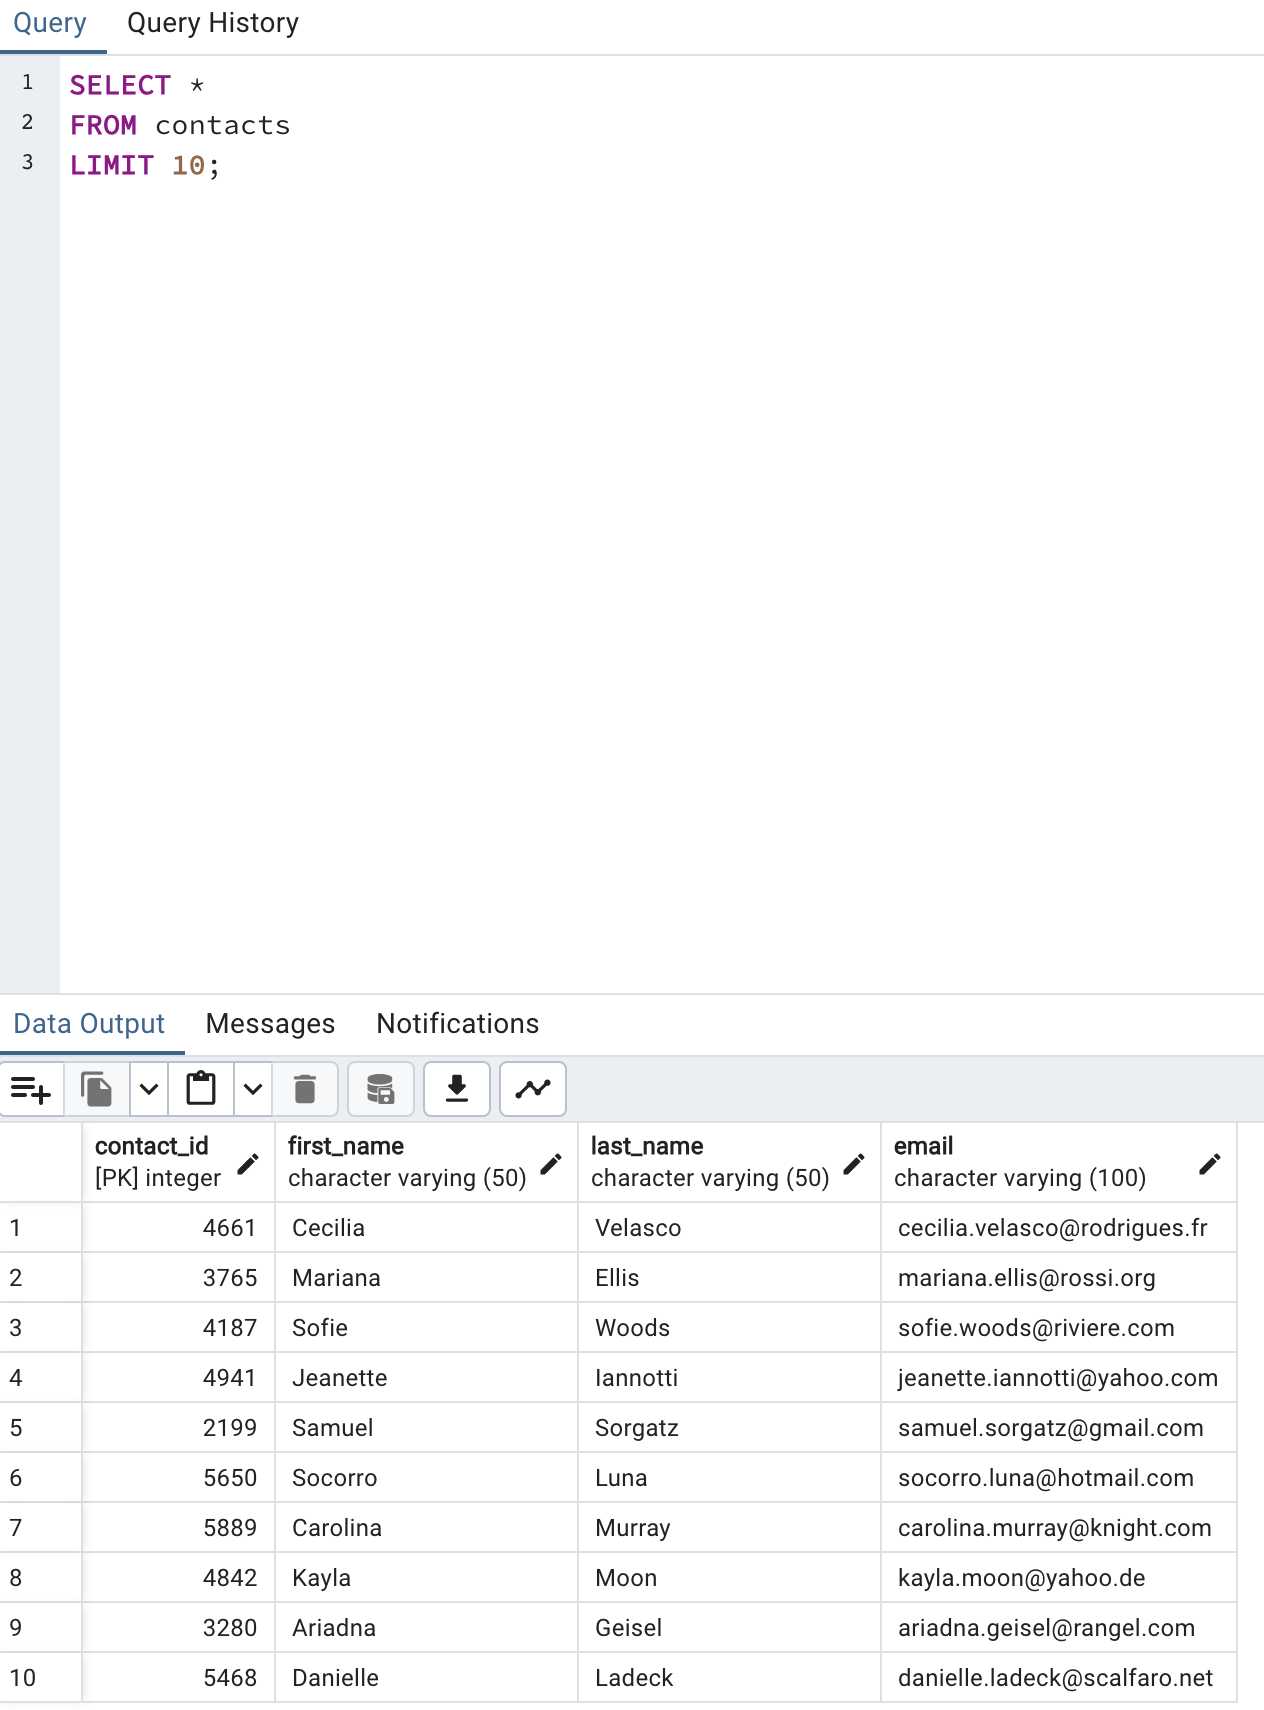 Query Query History
1 SELECT *
2 FROM contacts
3 LIMIT 10;
Data Output Messages Notifications
contact_id first_name last_name email
[PK] integer character varying (50) character varying (50) character varying (100)
1 4661 Cecilia Velasco cecilia.velasco@rodrigues.fr
2 3765 Mariana Ellis mariana.ellis@rossi.org
3 4187 Sofie Woods sofie.woods@riviere.com
4 4941 Jeanette Iannotti jeanette.iannotti@yahoo.com
5 2199 Samuel Sorgatz samuel.sorgatz@gmail.com
6 5650 Socorro Luna socorro.luna@hotmail.com
7 5889 Carolina Murray carolina.murray@knight.com
8 4842 Kayla Moon kayla.moon@yahoo.de
9 3280 Ariadna Geisel ariadna.geisel@rangel.com
10 5468 Danielle Ladeck danielle.ladeck@scalfaro.net